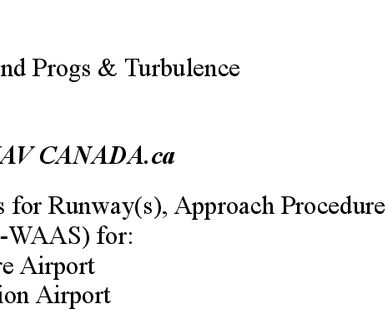 nd Progs & Turbulence
AV CANADA.ca
s for Runway(s), Approach Procedure
-WAAS) for:
re Airport
ion Airport